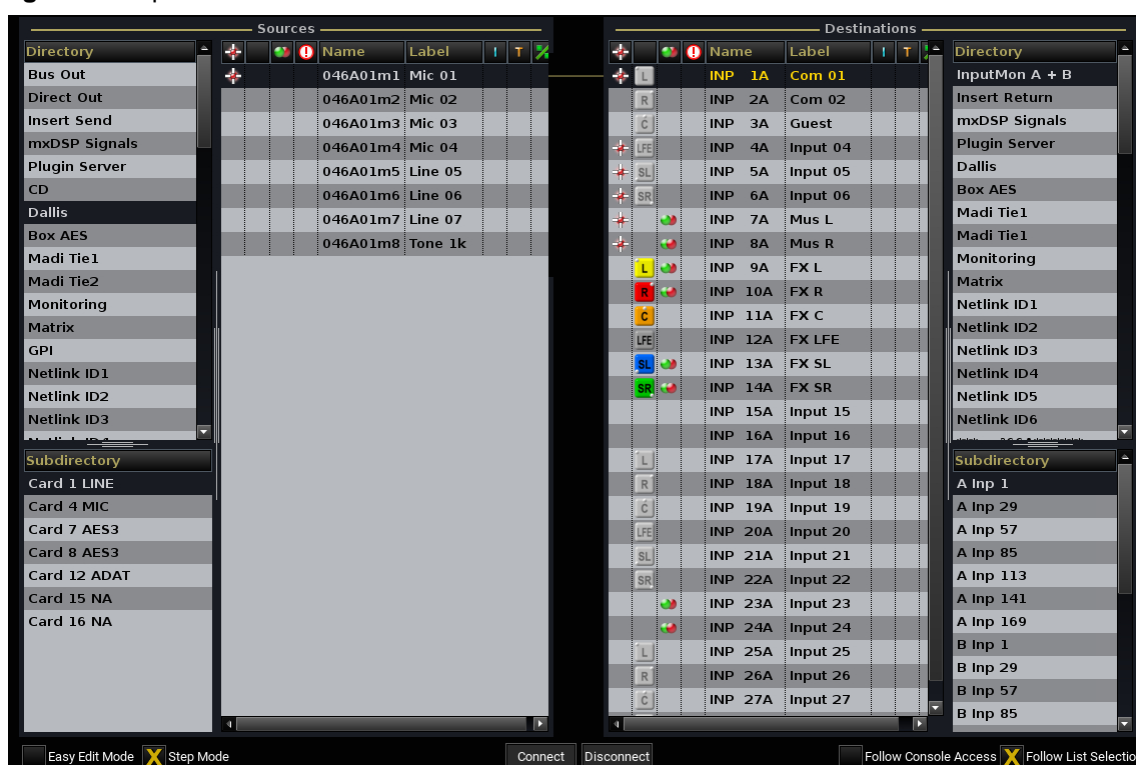 Sources
Destinations
Directory
Bus Out
Direct Out
Insert Send
mxDSP Signals
Plugin Server
CD
Dallis
Box AES
Madi Tie1
Madi Tie2
Monitoring
Matrix
GPI
Netlink ID1
Netlink ID2
Netlink ID3
Subdirectory
Card 1 LINE
Card 4 MIC
Card 7 AES3
Card 8 AES3
Card 12 ADAT
Card 15 NA
Card 16 NA
Name Label I T
046A01m1 Mic 01
046A01m2 Mic 02
046A01m3 Mic 03
046A01m4 Mic 04
046A01m5 Line 05
046A01m6 Line 06
046A01m7 Line 07
046A01m8 Tone 1k
Name Label I T
L INP 1A Com 01
R INP 2A Com 02
C INP 3A Guest
LFE INP 4A Input 04
SL INP 5A Input 05
SR INP 6A Input 06
INP 7A Mus L
INP 8A Mus R
L INP 9A FX L
R INP 10A FX R
C INP 11A FX C
LFE INP 12A FX LFE
SL INP 13A FX SL
SR INP 14A FX SR
INP 15A Input 15
INP 16A Input 16
L INP 17A Input 17
R INP 18A Input 18
C INP 19A Input 19
LFE INP 20A Input 20
SL INP 21A Input 21
SR INP 22A Input 22
INP 23A Input 23
INP 24A Input 24
L INP 25A Input 25
R INP 26A Input 26
C INP 27A Input 27
Directory
InputMon A + B
Insert Return
mxDSP Signals
Plugin Server
Dallis
Box AES
Madi Tie1
Madi Tie1
Monitoring
Matrix
Netlink ID1
Netlink ID2
Netlink ID3
Netlink ID4
Netlink ID5
Netlink ID6
Subdirectory
A Inp 1
A Inp 29
A Inp 57
A Inp 85
A Inp 113
A Inp 141
A Inp 169
B Inp 1
B Inp 29
B Inp 57
B Inp 85
Easy Edit Mode X Step Mode
Connect Disconnect
Follow Console Access X Follow List Selectio